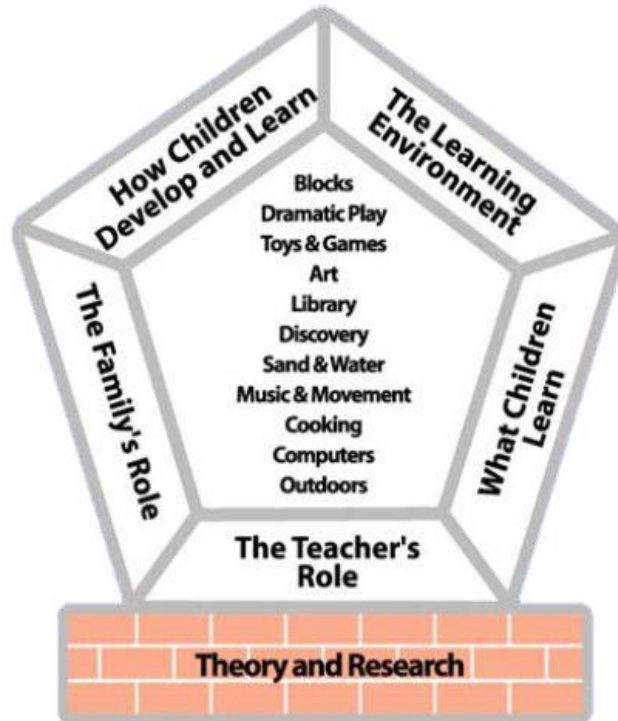 How Children
Develop and Learn
The Learning
Environment
Blocks
Dramatic Play
Toys & Games
Art
Library
Discovery
Sand & Water
Music & Movement
Cooking
Computers
Outdoors
The Family's Role
What Children
Learn
The Teacher's
Role
Theory and Research